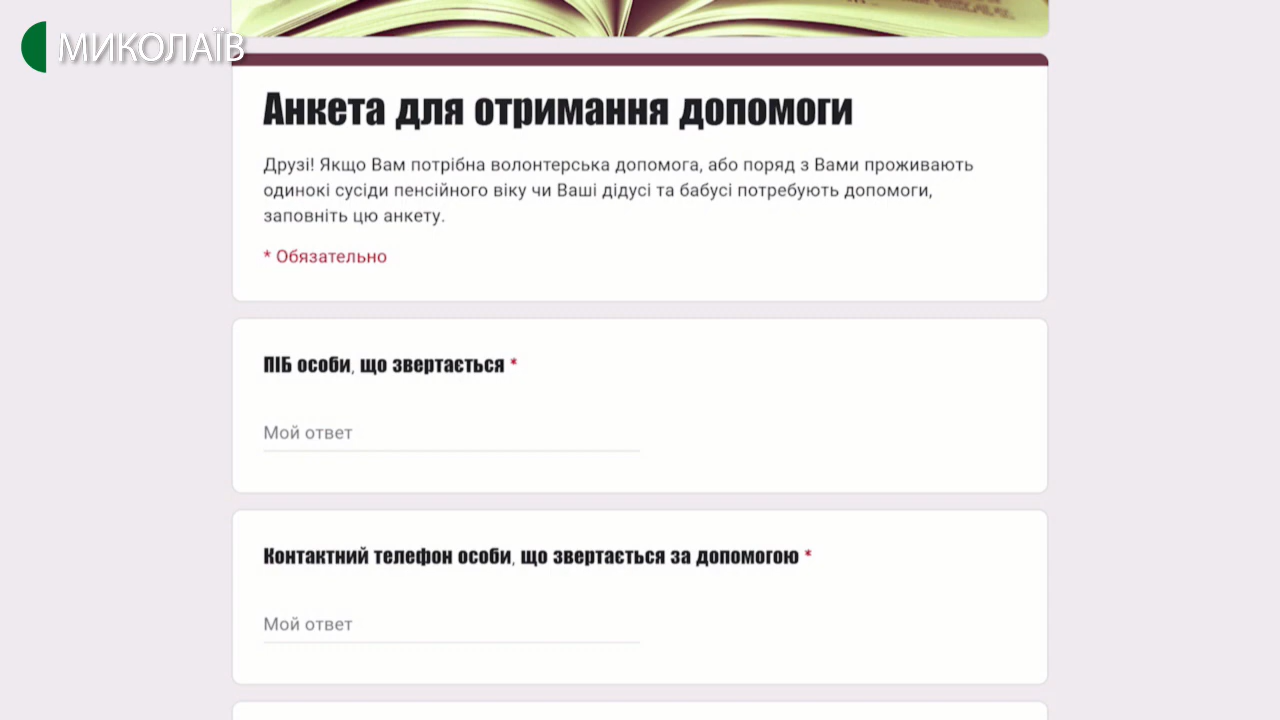 МИКОЛАЇВ
Анкета для отримання допомоги
Друзі! Якщо Вам потрібна волонтерська допомога, або поряд з Вами проживають
одинокі сусіди пенсійного віку чи Ваші дідусі та бабусі потребують допомоги,
заповніть цю анкету.
* Обязательно
ПІБ особи, що звертається *
Мой ответ
Контактний телефон особи, що звертається за допомогою *
Мой ответ